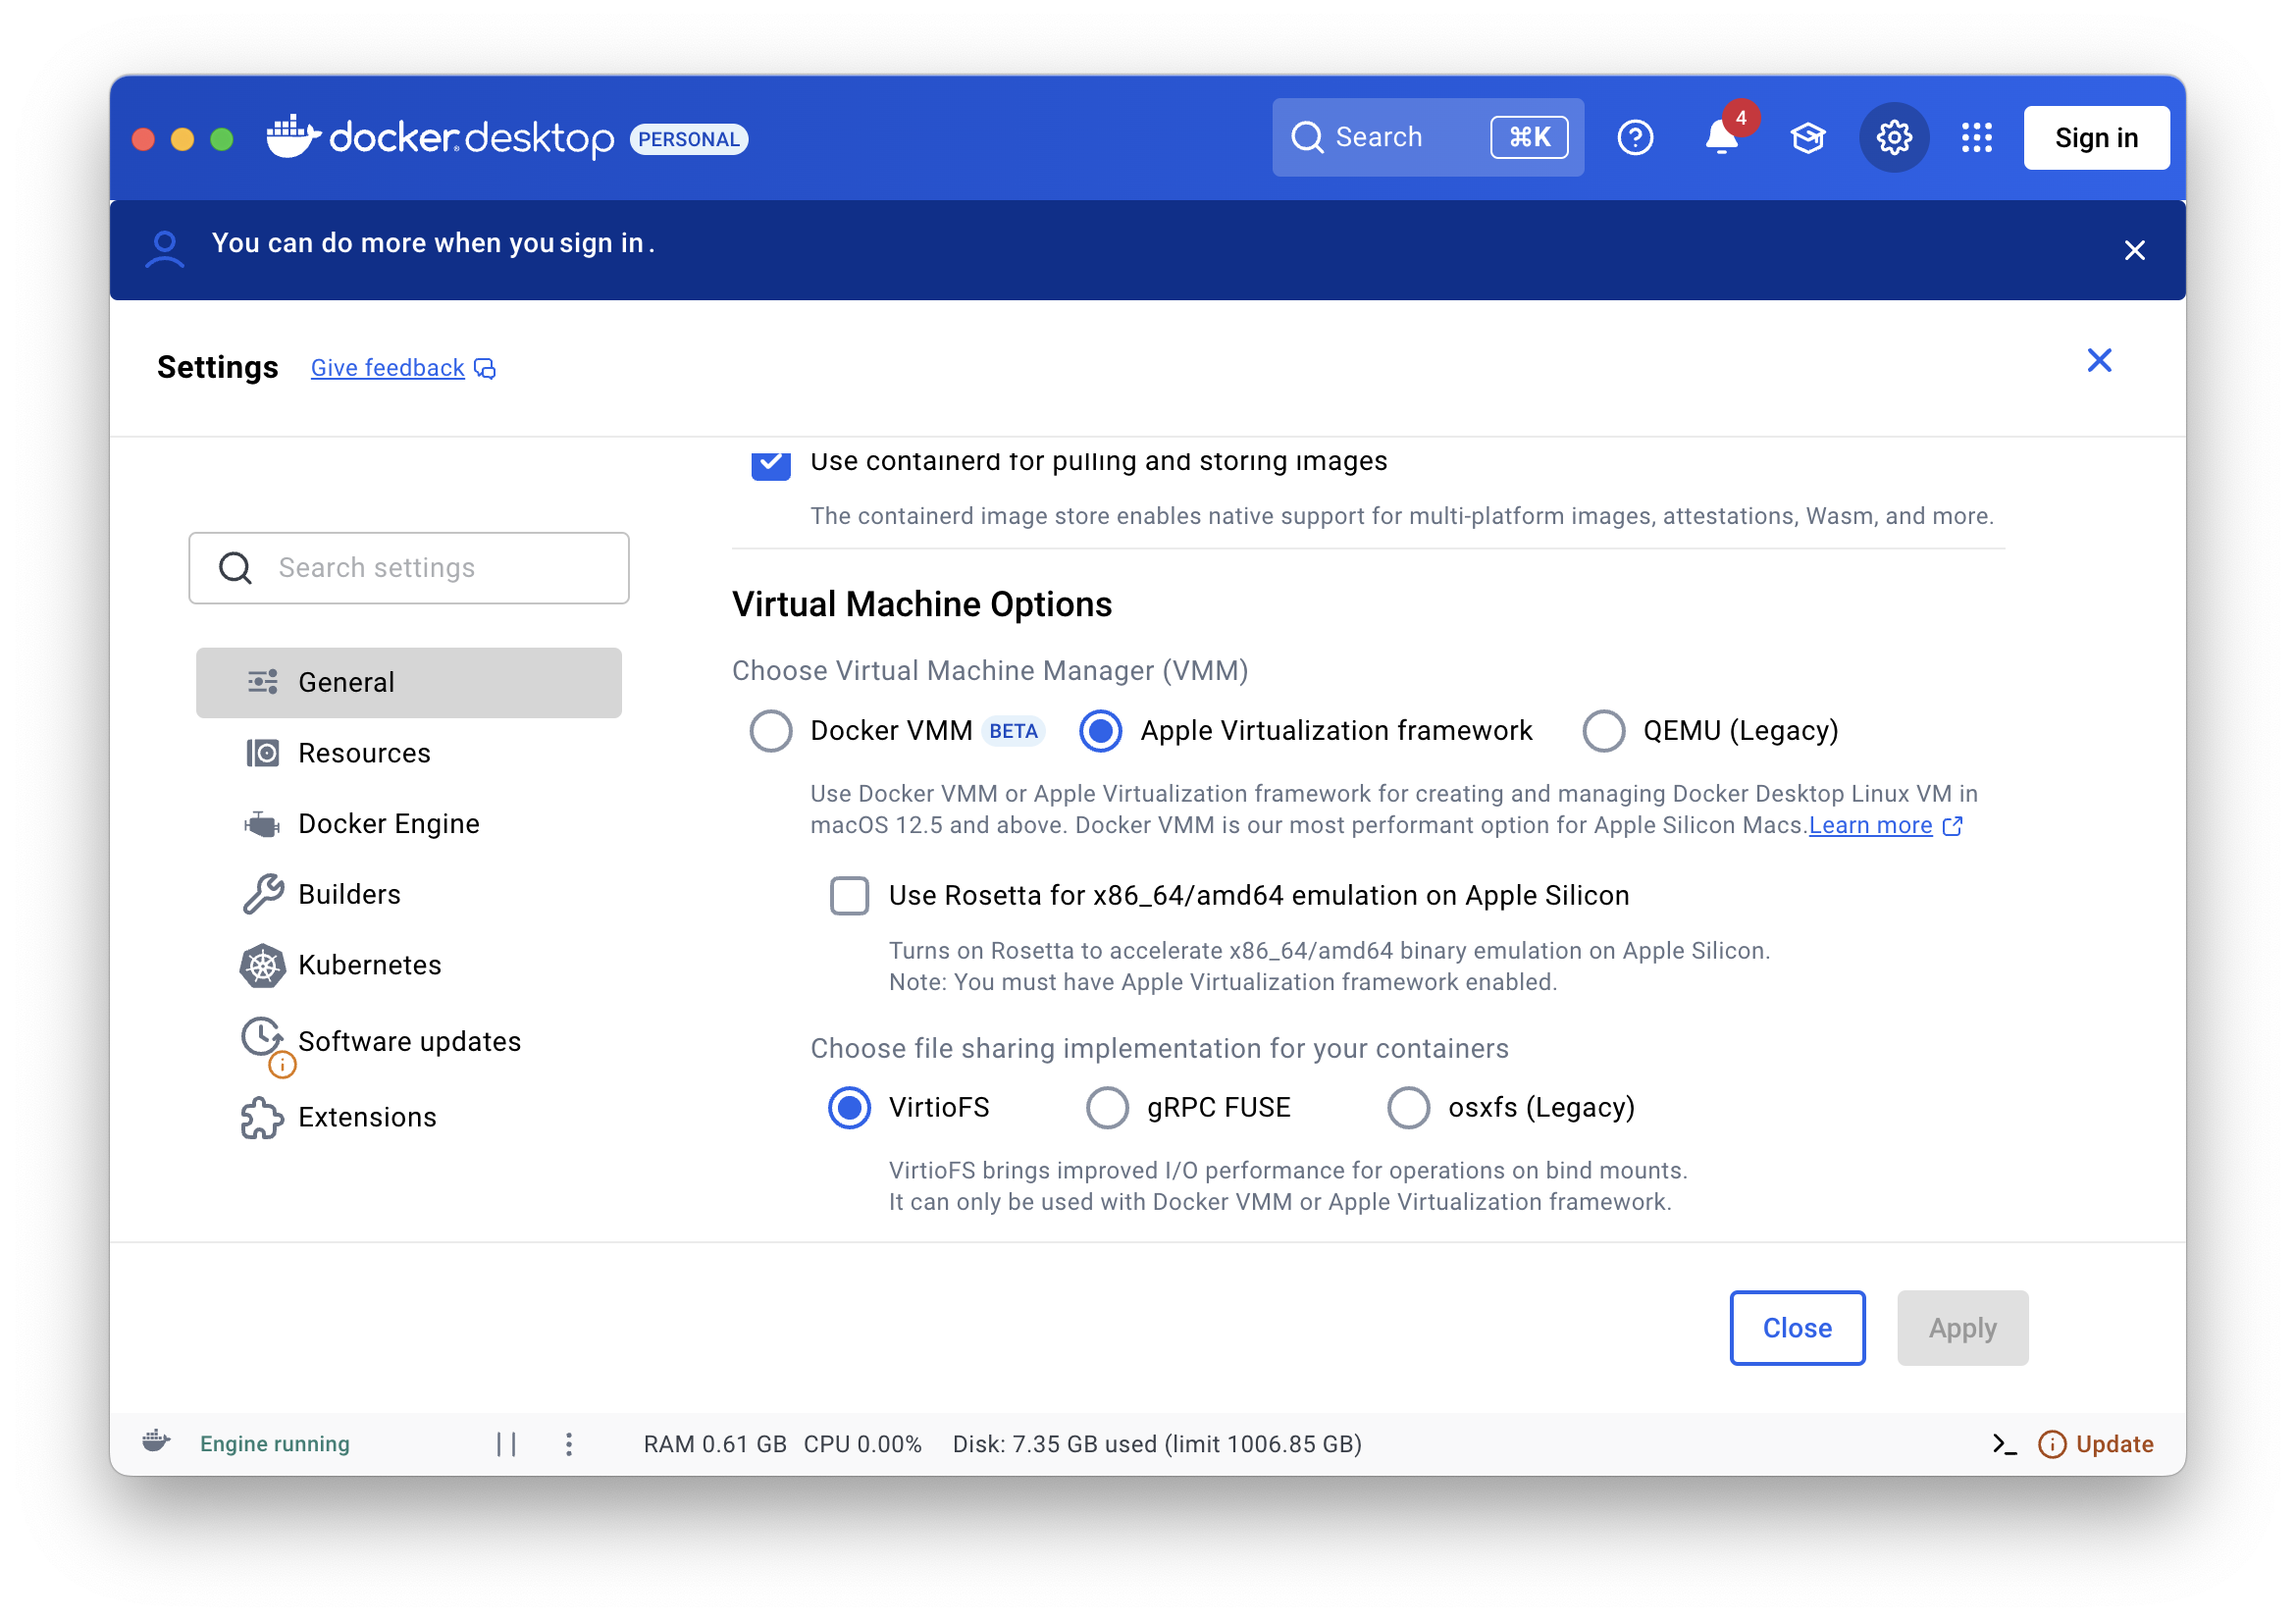 docker desktop PERSONAL
Search ⌘K
4
Sign in
You can do more when you sign in.
Settings Give feedback
Search settings
General
Resources
Docker Engine
Builders
Kubernetes
Software updates
Extensions
Use containerd for pulling and storing images
The containerd image store enables native support for multi-platform images, attestations, Wasm, and more.
Virtual Machine Options
Choose Virtual Machine Manager (VMM)
Docker VMM BETA Apple Virtualization framework QEMU (Legacy)
Use Docker VMM or Apple Virtualization framework for creating and managing Docker Desktop Linux VM in
macOS 12.5 and above. Docker VMM is our most performant option for Apple Silicon Macs.Learn more
Use Rosetta for x86_64/amd64 emulation on Apple Silicon
Turns on Rosetta to accelerate x86_64/amd64 binary emulation on Apple Silicon.
Note: You must have Apple Virtualization framework enabled.
Choose file sharing implementation for your containers
VirtioFS gRPC FUSE osxfs (Legacy)
VirtioFS brings improved I/O performance for operations on bind mounts.
It can only be used with Docker VMM or Apple Virtualization framework.
Close Apply
Engine running RAM 0.61 GB CPU 0.00% Disk: 7.35 GB used (limit 1006.85 GB) Update